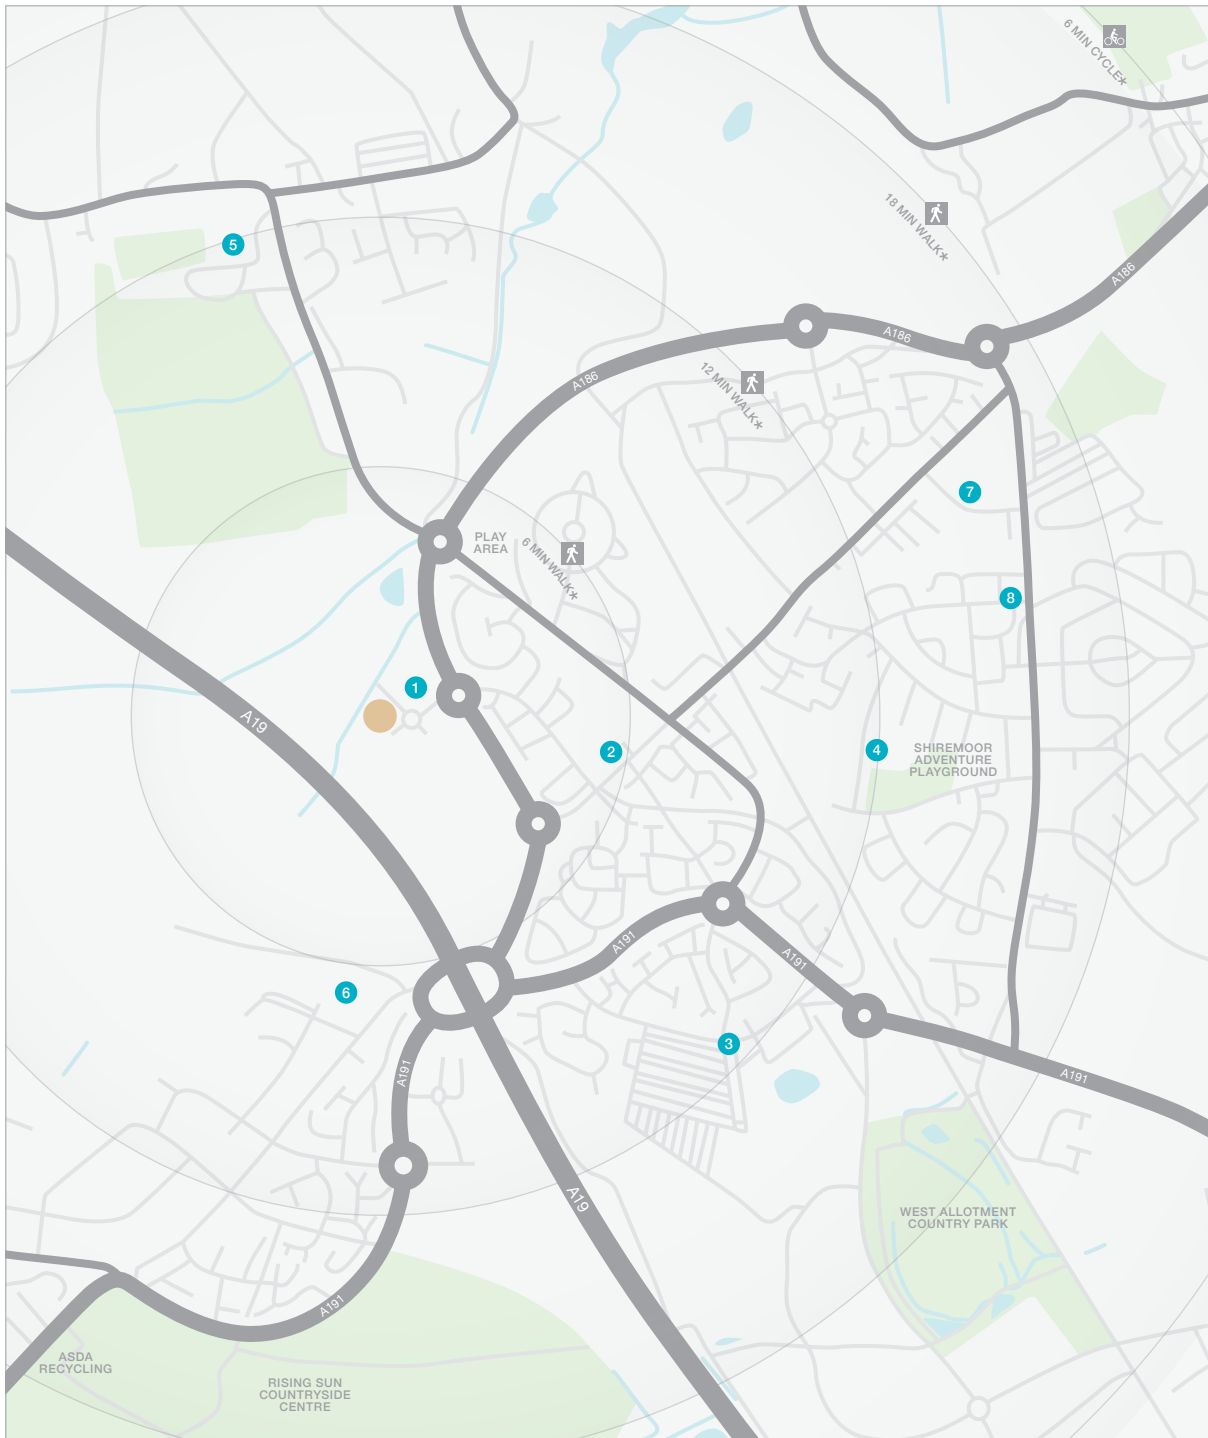 6 MIN CYCLE*
18 MIN WALK*
5
A186
A186
A186
12 MIN WALK*
7
PLAY
AREA
6 MIN WALK*
8
1
A19
2
4
SHIREMOOR
ADVENTURE
PLAYGROUND
A191
A191
6
3
A191
A191
A19
WEST ALLOTMENT
COUNTRY PARK
A191
ASDA
RECYCLING
RISING SUN
COUNTRYSIDE
CENTRE